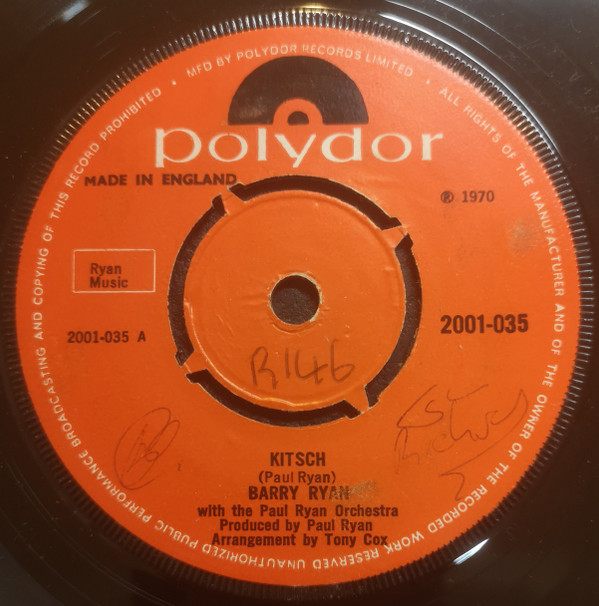 MFD BY POLYDOR RECORDS LIMITED • ALL RIGHTS OF THE MANUFACTURER AND OF THE OWNER OF THE RECORDED WORK RESERVED UNAUTHORIZED PUBLIC PERFORMANCE BROADCASTING AND COPYING OF THIS RECORD PROHIBITED •
polydor
MADE IN ENGLAND
℗ 1970
Ryan
Music
2001-035 A
2001-035
R146
KITSCH
(Paul Ryan)
BARRY RYAN
with the Paul Ryan Orchestra
Produced by Paul Ryan
Arrangement by Tony Cox